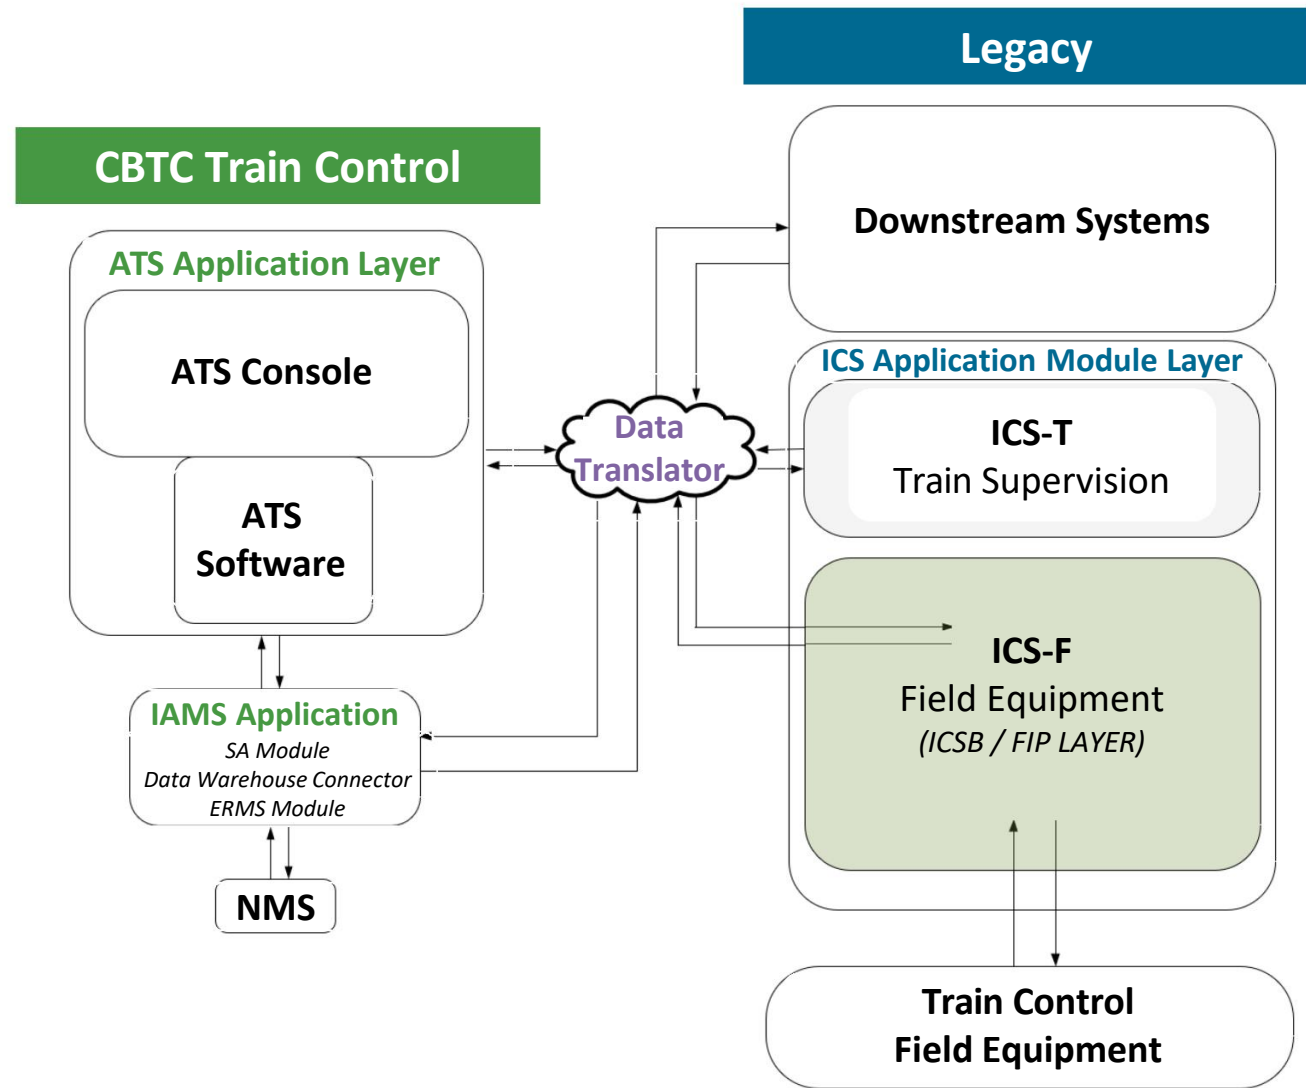 Legacy
CBTC Train Control
Downstream Systems
ATS Application Layer
ATS Console
ATS
Software
Data
Translator
ICS Application Module Layer
ICS-T
Train Supervision
ICS-F
Field Equipment
(ICSB / FIP LAYER)
IAMS Application
SA Module
Data Warehouse Connector
ERMS Module
NMS
Train Control
Field Equipment